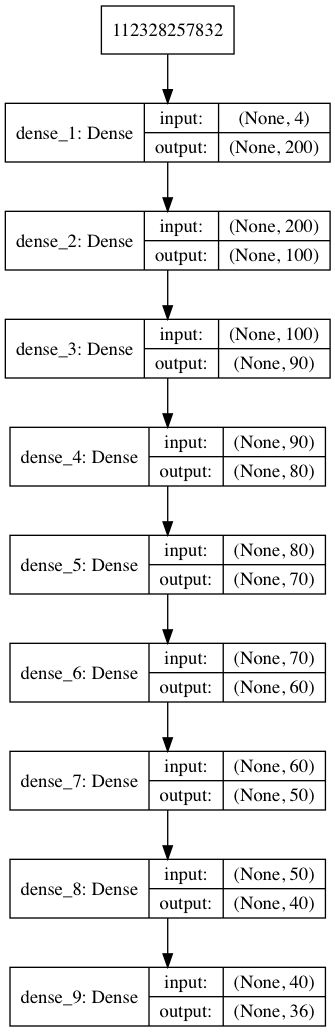 112328257832
dense_1: Dense
input:
(None, 4)
output:
(None, 200)
dense_2: Dense
input:
(None, 200)
output:
(None, 100)
dense_3: Dense
input:
(None, 100)
output:
(None, 90)
dense_4: Dense
input:
(None, 90)
output:
(None, 80)
dense_5: Dense
input:
(None, 80)
output:
(None, 70)
dense_6: Dense
input:
(None, 70)
output:
(None, 60)
dense_7: Dense
input:
(None, 60)
output:
(None, 50)
dense_8: Dense
input:
(None, 50)
output:
(None, 40)
dense_9: Dense
input:
(None, 40)
output:
(None, 36)